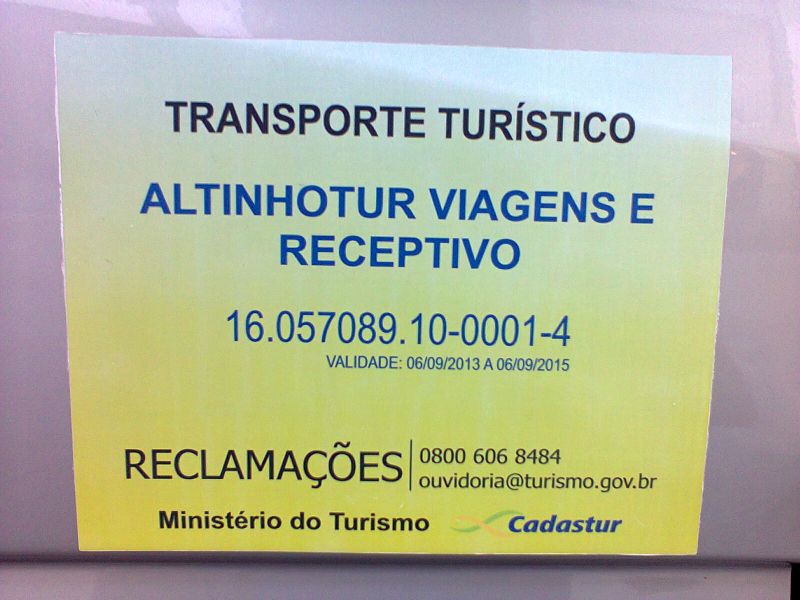 TRANSPORTE TURÍSTICO
ALTINHOTUR VIAGENS E
RECEPTIVO
16.057089.10-0001-4
VALIDADE: 06/09/2013 A 06/09/2015
RECLAMAÇÕES
0800 606 8484
ouvidoria@turismo.gov.br
Ministério do Turismo Cadastur